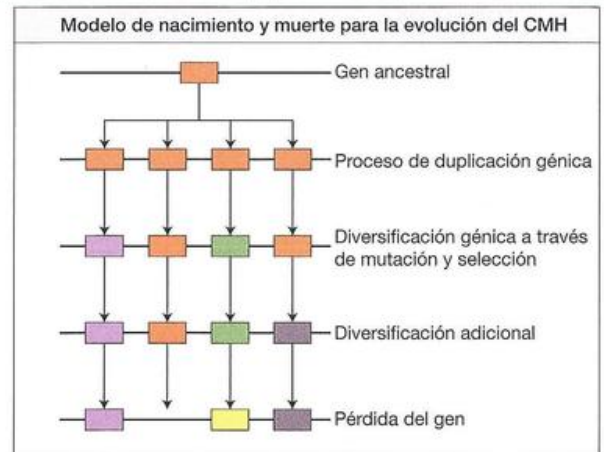 Modelo de nacimiento y muerte para la evolución del CMH
Gen ancestral
Proceso de duplicación génica
Diversificación génica a través
de mutación y selección
Diversificación adicional
Pérdida del gen